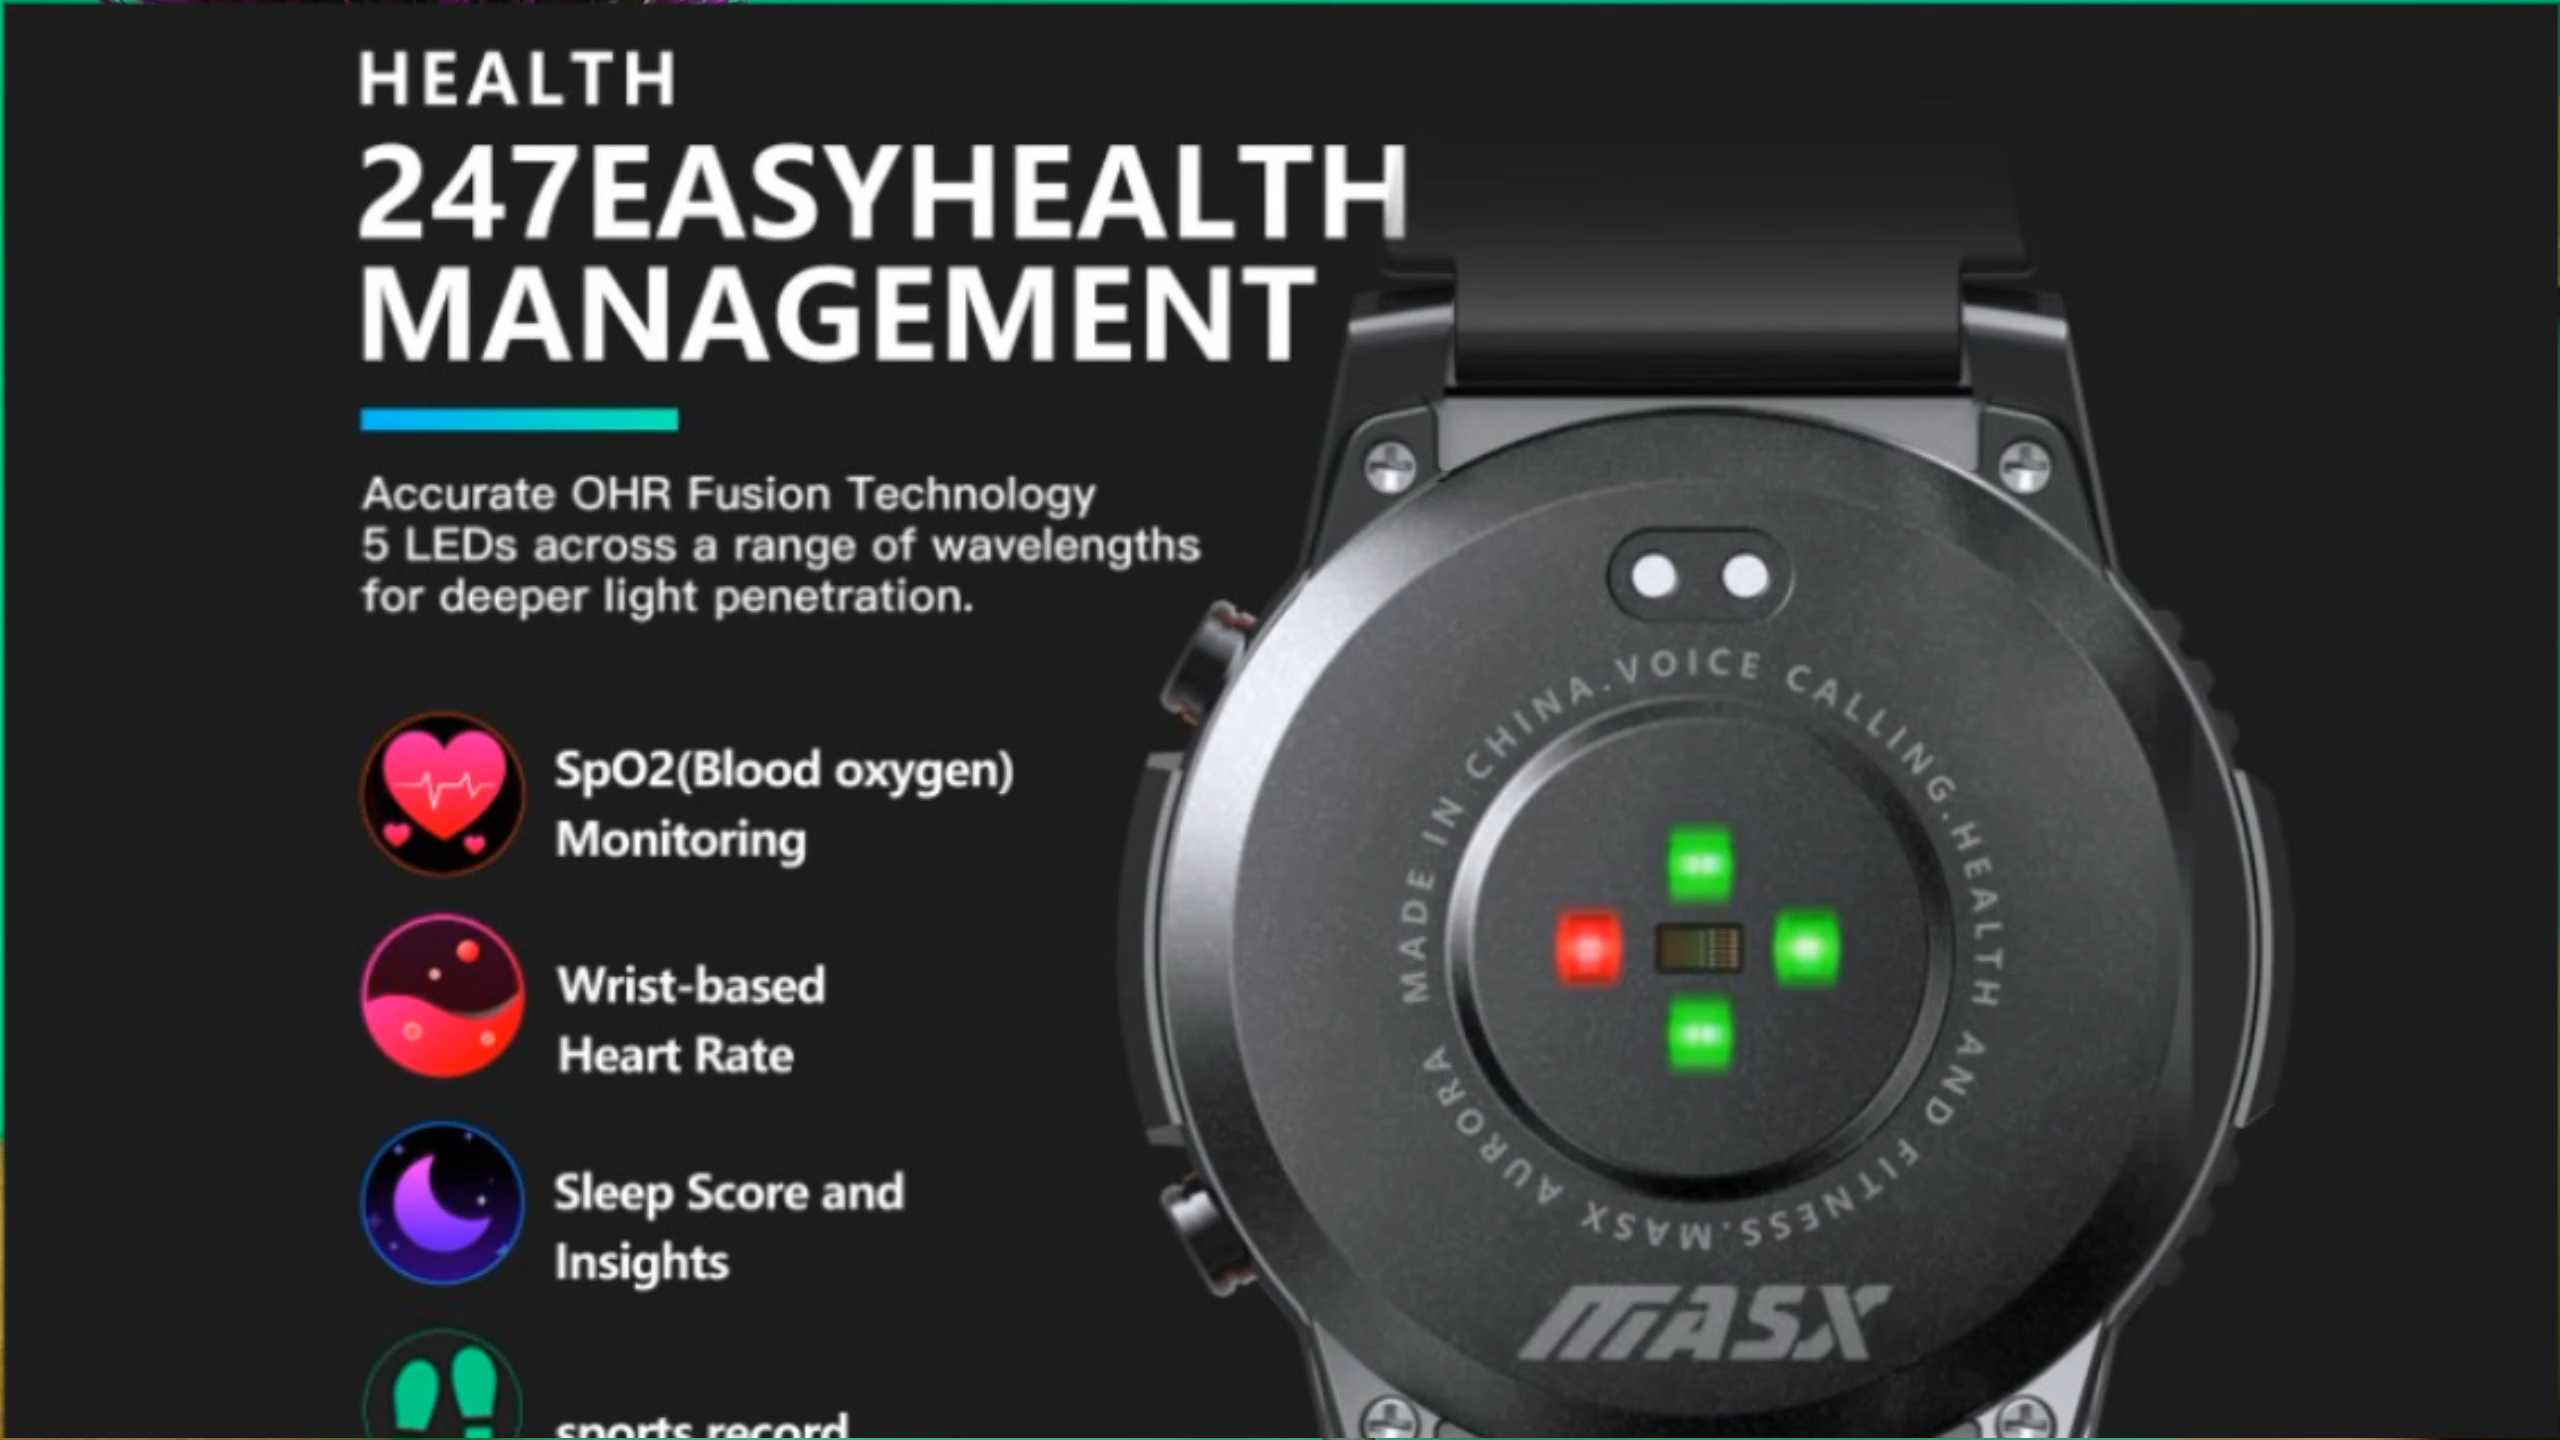 HEALTH
247EASYHEALTH
MANAGEMENT
Accurate OHR Fusion Technology
5 LEDs across a range of wavelengths
for deeper light penetration.
SpO2(Blood oxygen)
Monitoring
Wrist-based
Heart Rate
Sleep Score and
Insights
sports record
MADE IN CHINA.VOICE CALLING.HEALTH AND FITNESS.MASX AURORA
MASX